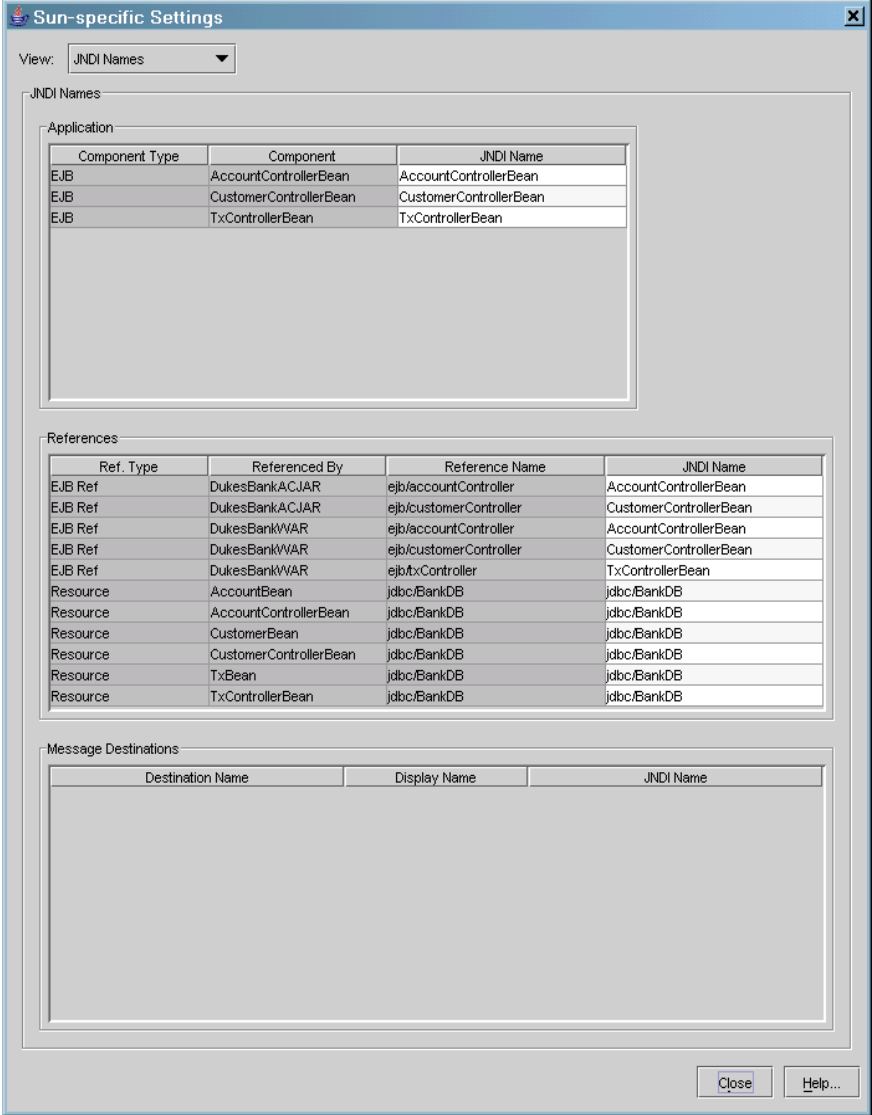 Sun-specific Settings
View: JNDI Names
JNDI Names
Application
Component Type Component JNDI Name
EJB AccountControllerBean AccountControllerBean
EJB CustomerControllerBean CustomerControllerBean
EJB TxControllerBean TxControllerBean
References
Ref. Type Referenced By Reference Name JNDI Name
EJB Ref DukesBankACJAR ejb/accountController AccountControllerBean
EJB Ref DukesBankACJAR ejb/customerController CustomerControllerBean
EJB Ref DukesBankWAR ejb/accountController AccountControllerBean
EJB Ref DukesBankWAR ejb/customerController CustomerControllerBean
EJB Ref DukesBankWAR ejb/txController TxControllerBean
Resource AccountBean jdbc/BankDB jdbc/BankDB
Resource AccountControllerBean jdbc/BankDB jdbc/BankDB
Resource CustomerBean jdbc/BankDB jdbc/BankDB
Resource CustomerControllerBean jdbc/BankDB jdbc/BankDB
Resource TxBean jdbc/BankDB jdbc/BankDB
Resource TxControllerBean jdbc/BankDB jdbc/BankDB
Message Destinations
Destination Name Display Name JNDI Name
Close Help...